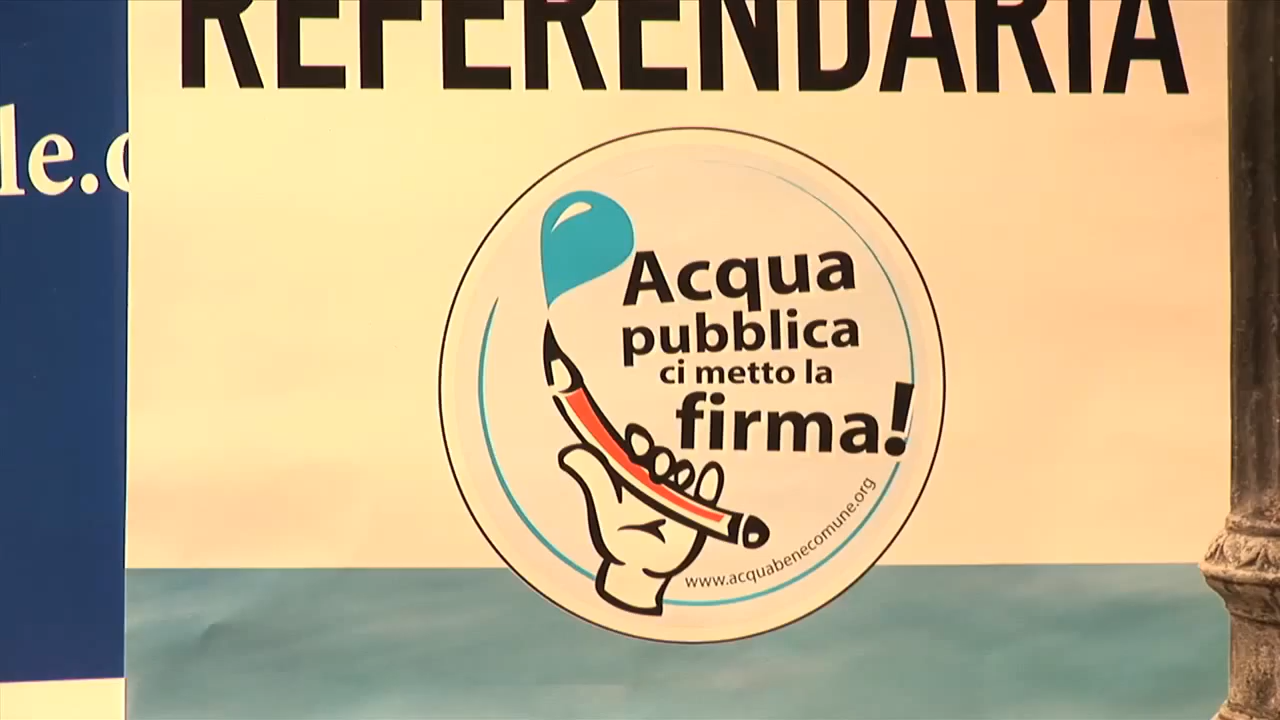 REFERENDARIA
le.
Acqua
pubblica
ci metto la
firma!
www.acquabenecomune.org